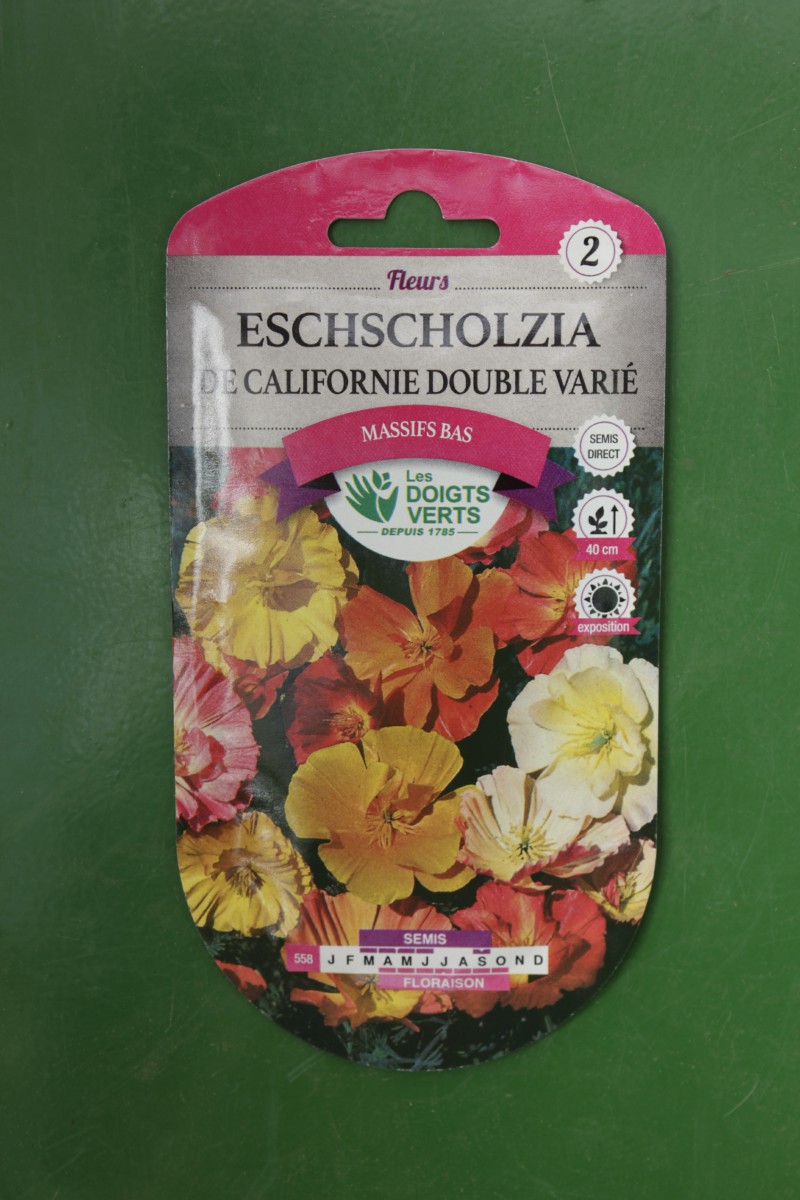 2
Fleurs
ESCHSCHOLZIA
DE CALIFORNIE DOUBLE VARIÉ
MASSIFS BAS
SEMIS
DIRECT
Les
DOIGTS
VERTS
DEPUIS 1785
40 cm
exposition
SEMIS
558 J F M A M J J A S O N D
FLORAISON